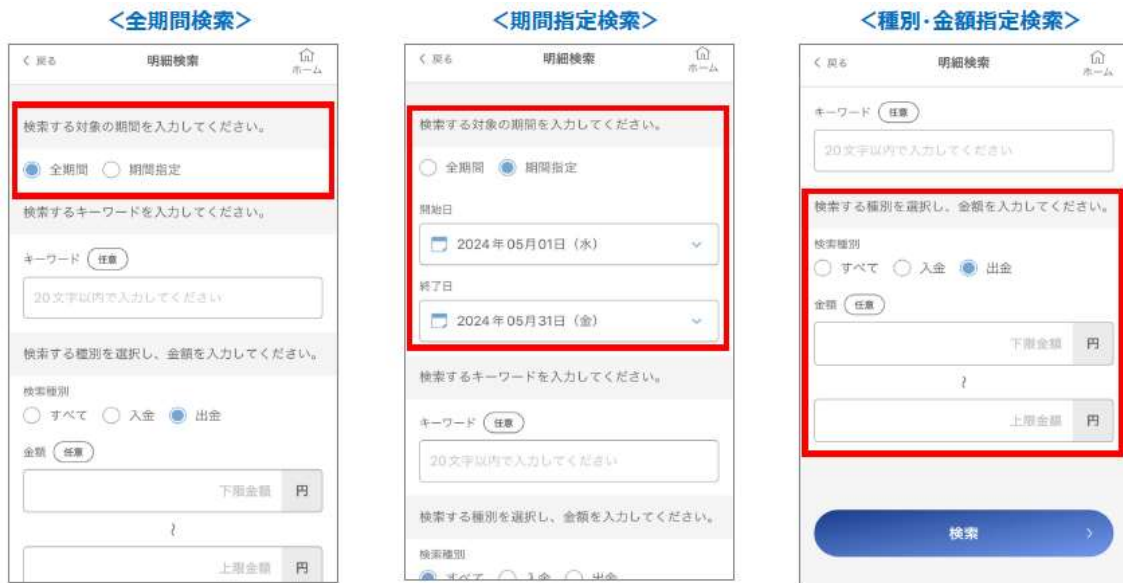 ＜全期間検索＞
戻る
明細検索
ホーム
検索する対象の期間を入力してください。
全期間 期間指定
検索するキーワードを入力してください。
キーワード 任意
20文字以内で入力してください
検索する種別を選択し、金額を入力してください。
検索種別
すべて 入金 出金
金額 任意
下限金額 円
～
上限金額 円
＜期間指定検索＞
戻る
明細検索
ホーム
検索する対象の期間を入力してください。
全期間 期間指定
開始日
2024年05月01日（水）
終了日
2024年05月31日（金）
検索するキーワードを入力してください。
キーワード 任意
20文字以内で入力してください
検索する種別を選択し、金額を入力してください。
検索種別
すべて 入金 出金
＜種別・金額指定検索＞
戻る
明細検索
ホーム
キーワード 任意
20文字以内で入力してください
検索する種別を選択し、金額を入力してください。
検索種別
すべて 入金 出金
金額 任意
下限金額 円
～
上限金額 円
検索